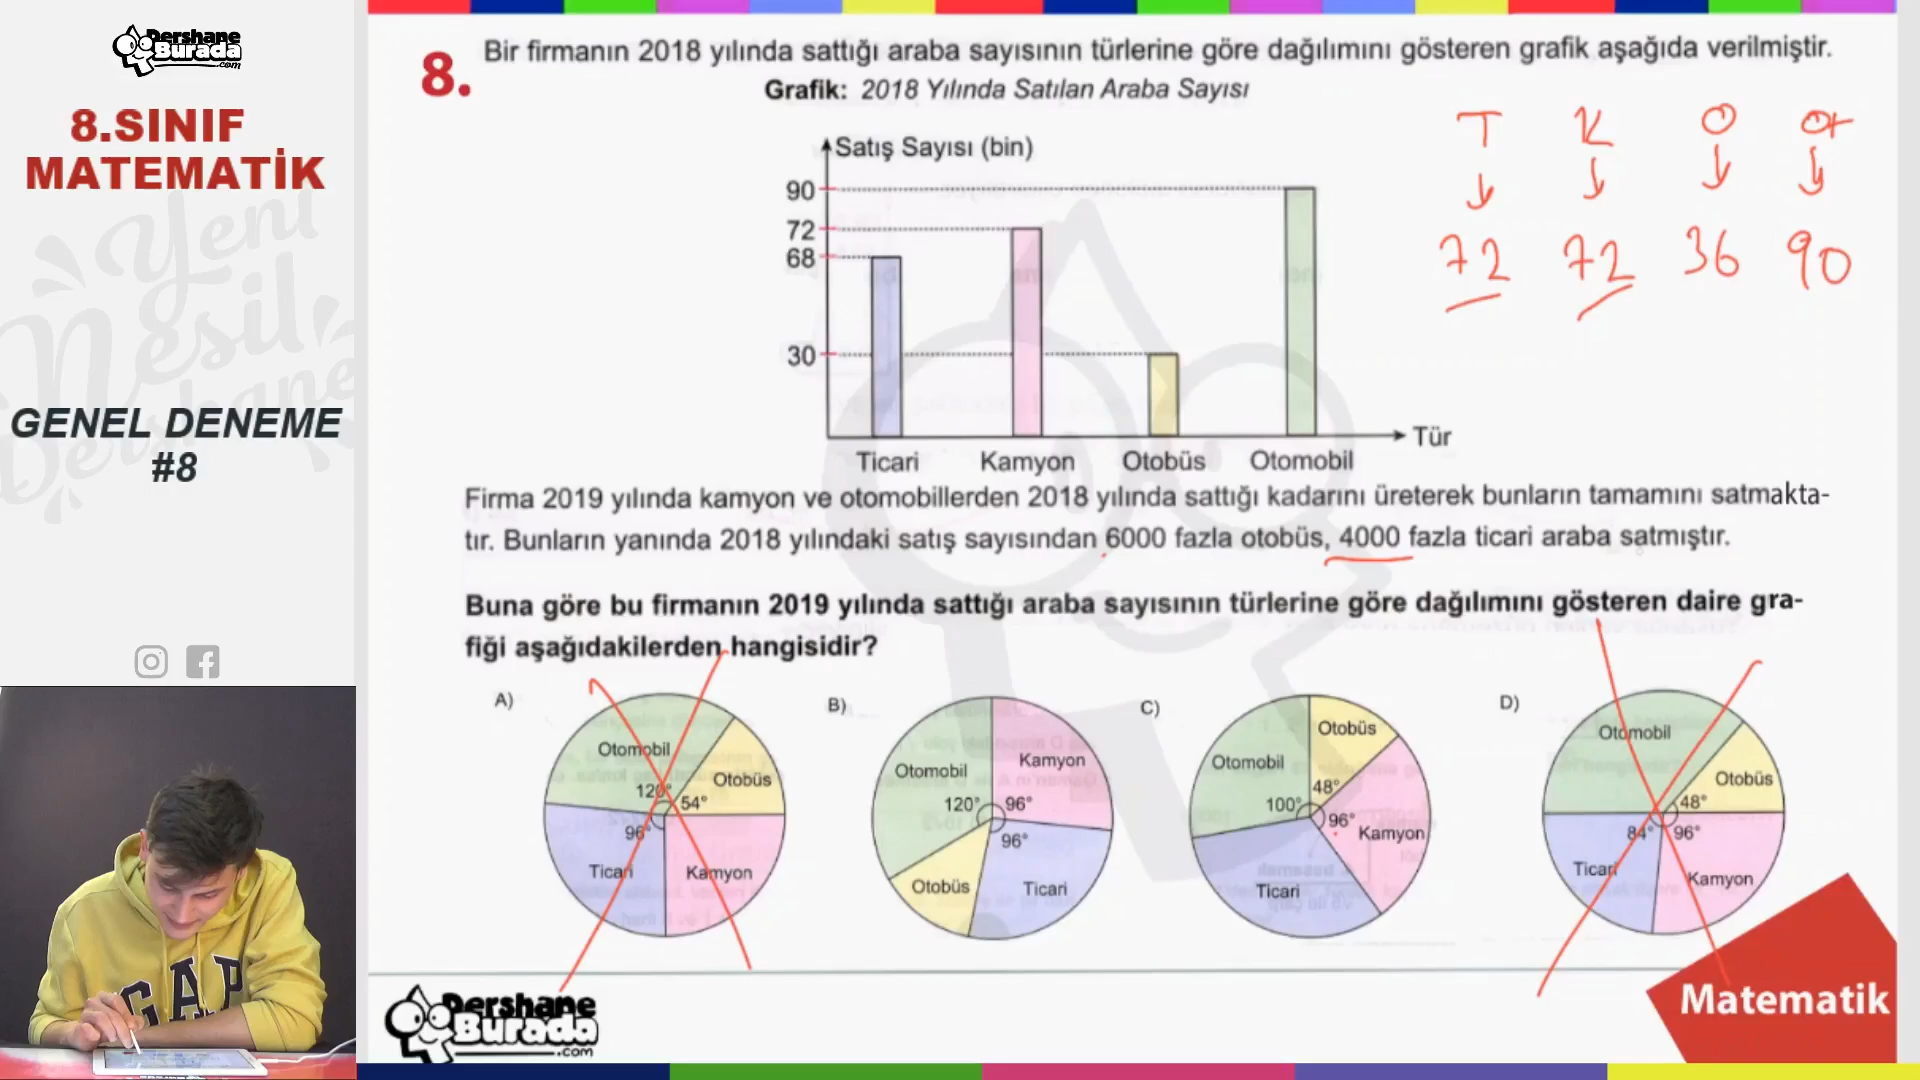 Dershane
Burada
.com
8.SINIF
MATEMATİK
Yeni
Nesil
Dershane
GENEL DENEME
#8
GAP
8.
Bir firmanın 2018 yılında sattığı araba sayısının türlerine göre dağılımını gösteren grafik aşağıda verilmiştir.
Grafik: 2018 Yılında Satılan Araba Sayısı
Satış Sayısı (bin)
90
72
68
30
Ticari Kamyon Otobüs Otomobil
Tür
T K O Ot
72 72 36 90
Firma 2019 yılında kamyon ve otomobillerden 2018 yılında sattığı kadarını üreterek bunların tamamını satmakta-
tır. Bunların yanında 2018 yılındaki satış sayısından 6000 fazla otobüs, 4000 fazla ticari araba satmıştır.
Buna göre bu firmanın 2019 yılında sattığı araba sayısının türlerine göre dağılımını gösteren daire gra-
fiği aşağıdakilerden hangisidir?
A)
Otomobil
Otobüs
120°
54°
96°
Ticari
Kamyon
B)
Otomobil
Kamyon
120°
96°
96°
Otobüs
Ticari
C)
Otobüs
Otomobil
48°
100°
96°
Kamyon
Ticari
D)
Otomobil
Otobüs
48°
84°
96°
Ticari
Kamyon
Dershane
Burada
.com
Matematik